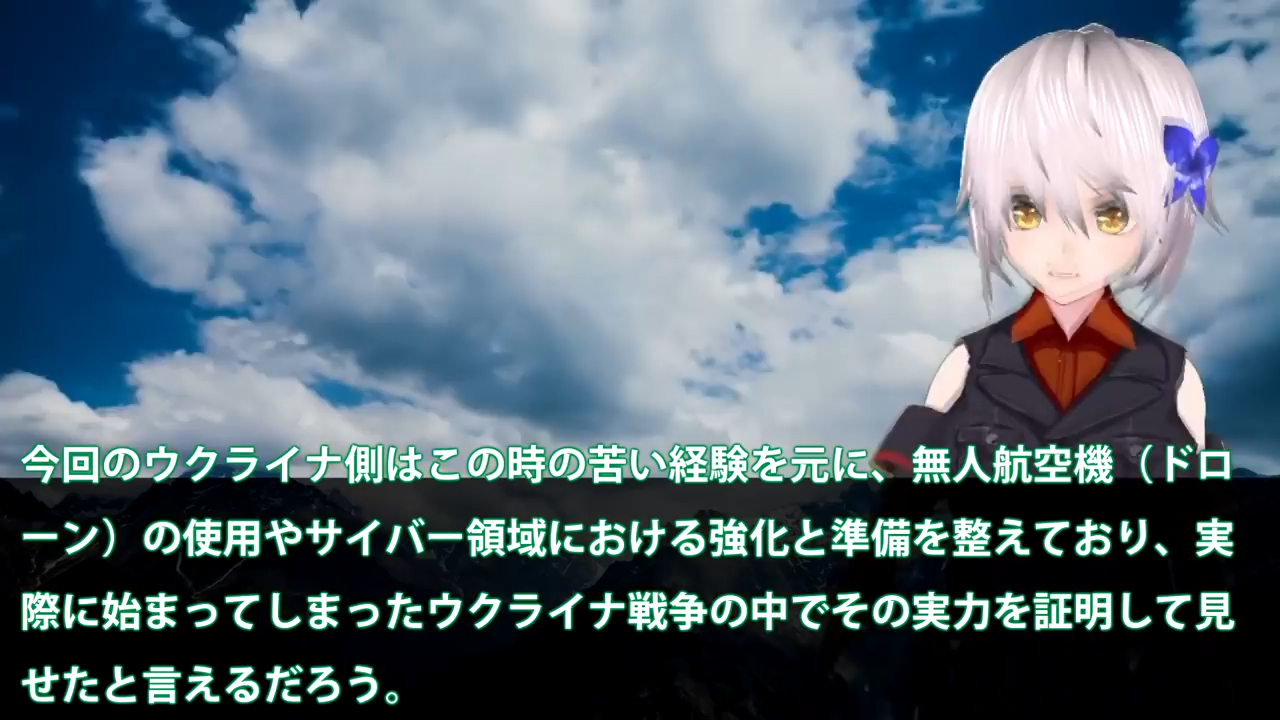 今回のウクライナ側はこの時の苦い経験を元に、無人航空機（ドロ
ーン）の使用やサイバー領域における強化と準備を整えており、実
際に始まってしまったウクライナ戦争の中でその実力を証明して見
せたと言えるだろう。